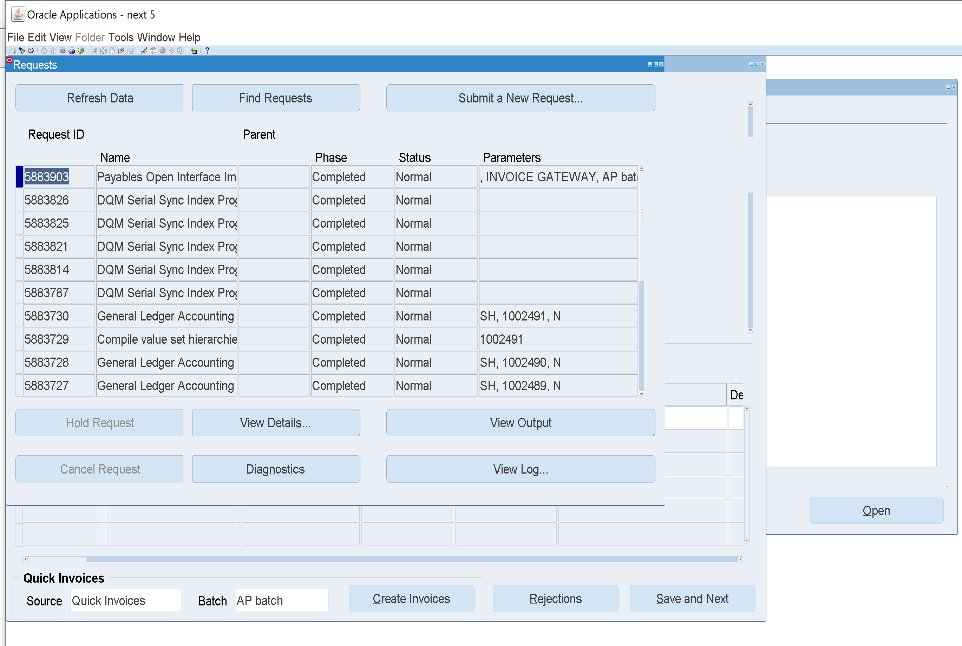 Oracle Applications - next 5
File Edit View Folder Tools Window Help
Requests
Refresh Data Find Requests Submit a New Request...
Request ID Parent
Name Phase Status Parameters
5883903 Payables Open Interface Im Completed Normal , INVOICE GATEWAY, AP bat
5883826 DQM Serial Sync Index Prog Completed Normal
5883825 DQM Serial Sync Index Prog Completed Normal
5883821 DQM Serial Sync Index Prog Completed Normal
5883814 DQM Serial Sync Index Prog Completed Normal
5883787 DQM Serial Sync Index Prog Completed Normal
5883730 General Ledger Accounting Completed Normal SH, 1002491, N
5883729 Compile value set hierarchie Completed Normal 1002491
5883728 General Ledger Accounting Completed Normal SH, 1002490, N
5883727 General Ledger Accounting Completed Normal SH, 1002489, N
De
Hold Request View Details... View Output
Cancel Request Diagnostics View Log...
Open
Quick Invoices
Source Quick Invoices Batch AP batch Create Invoices Rejections Save and Next